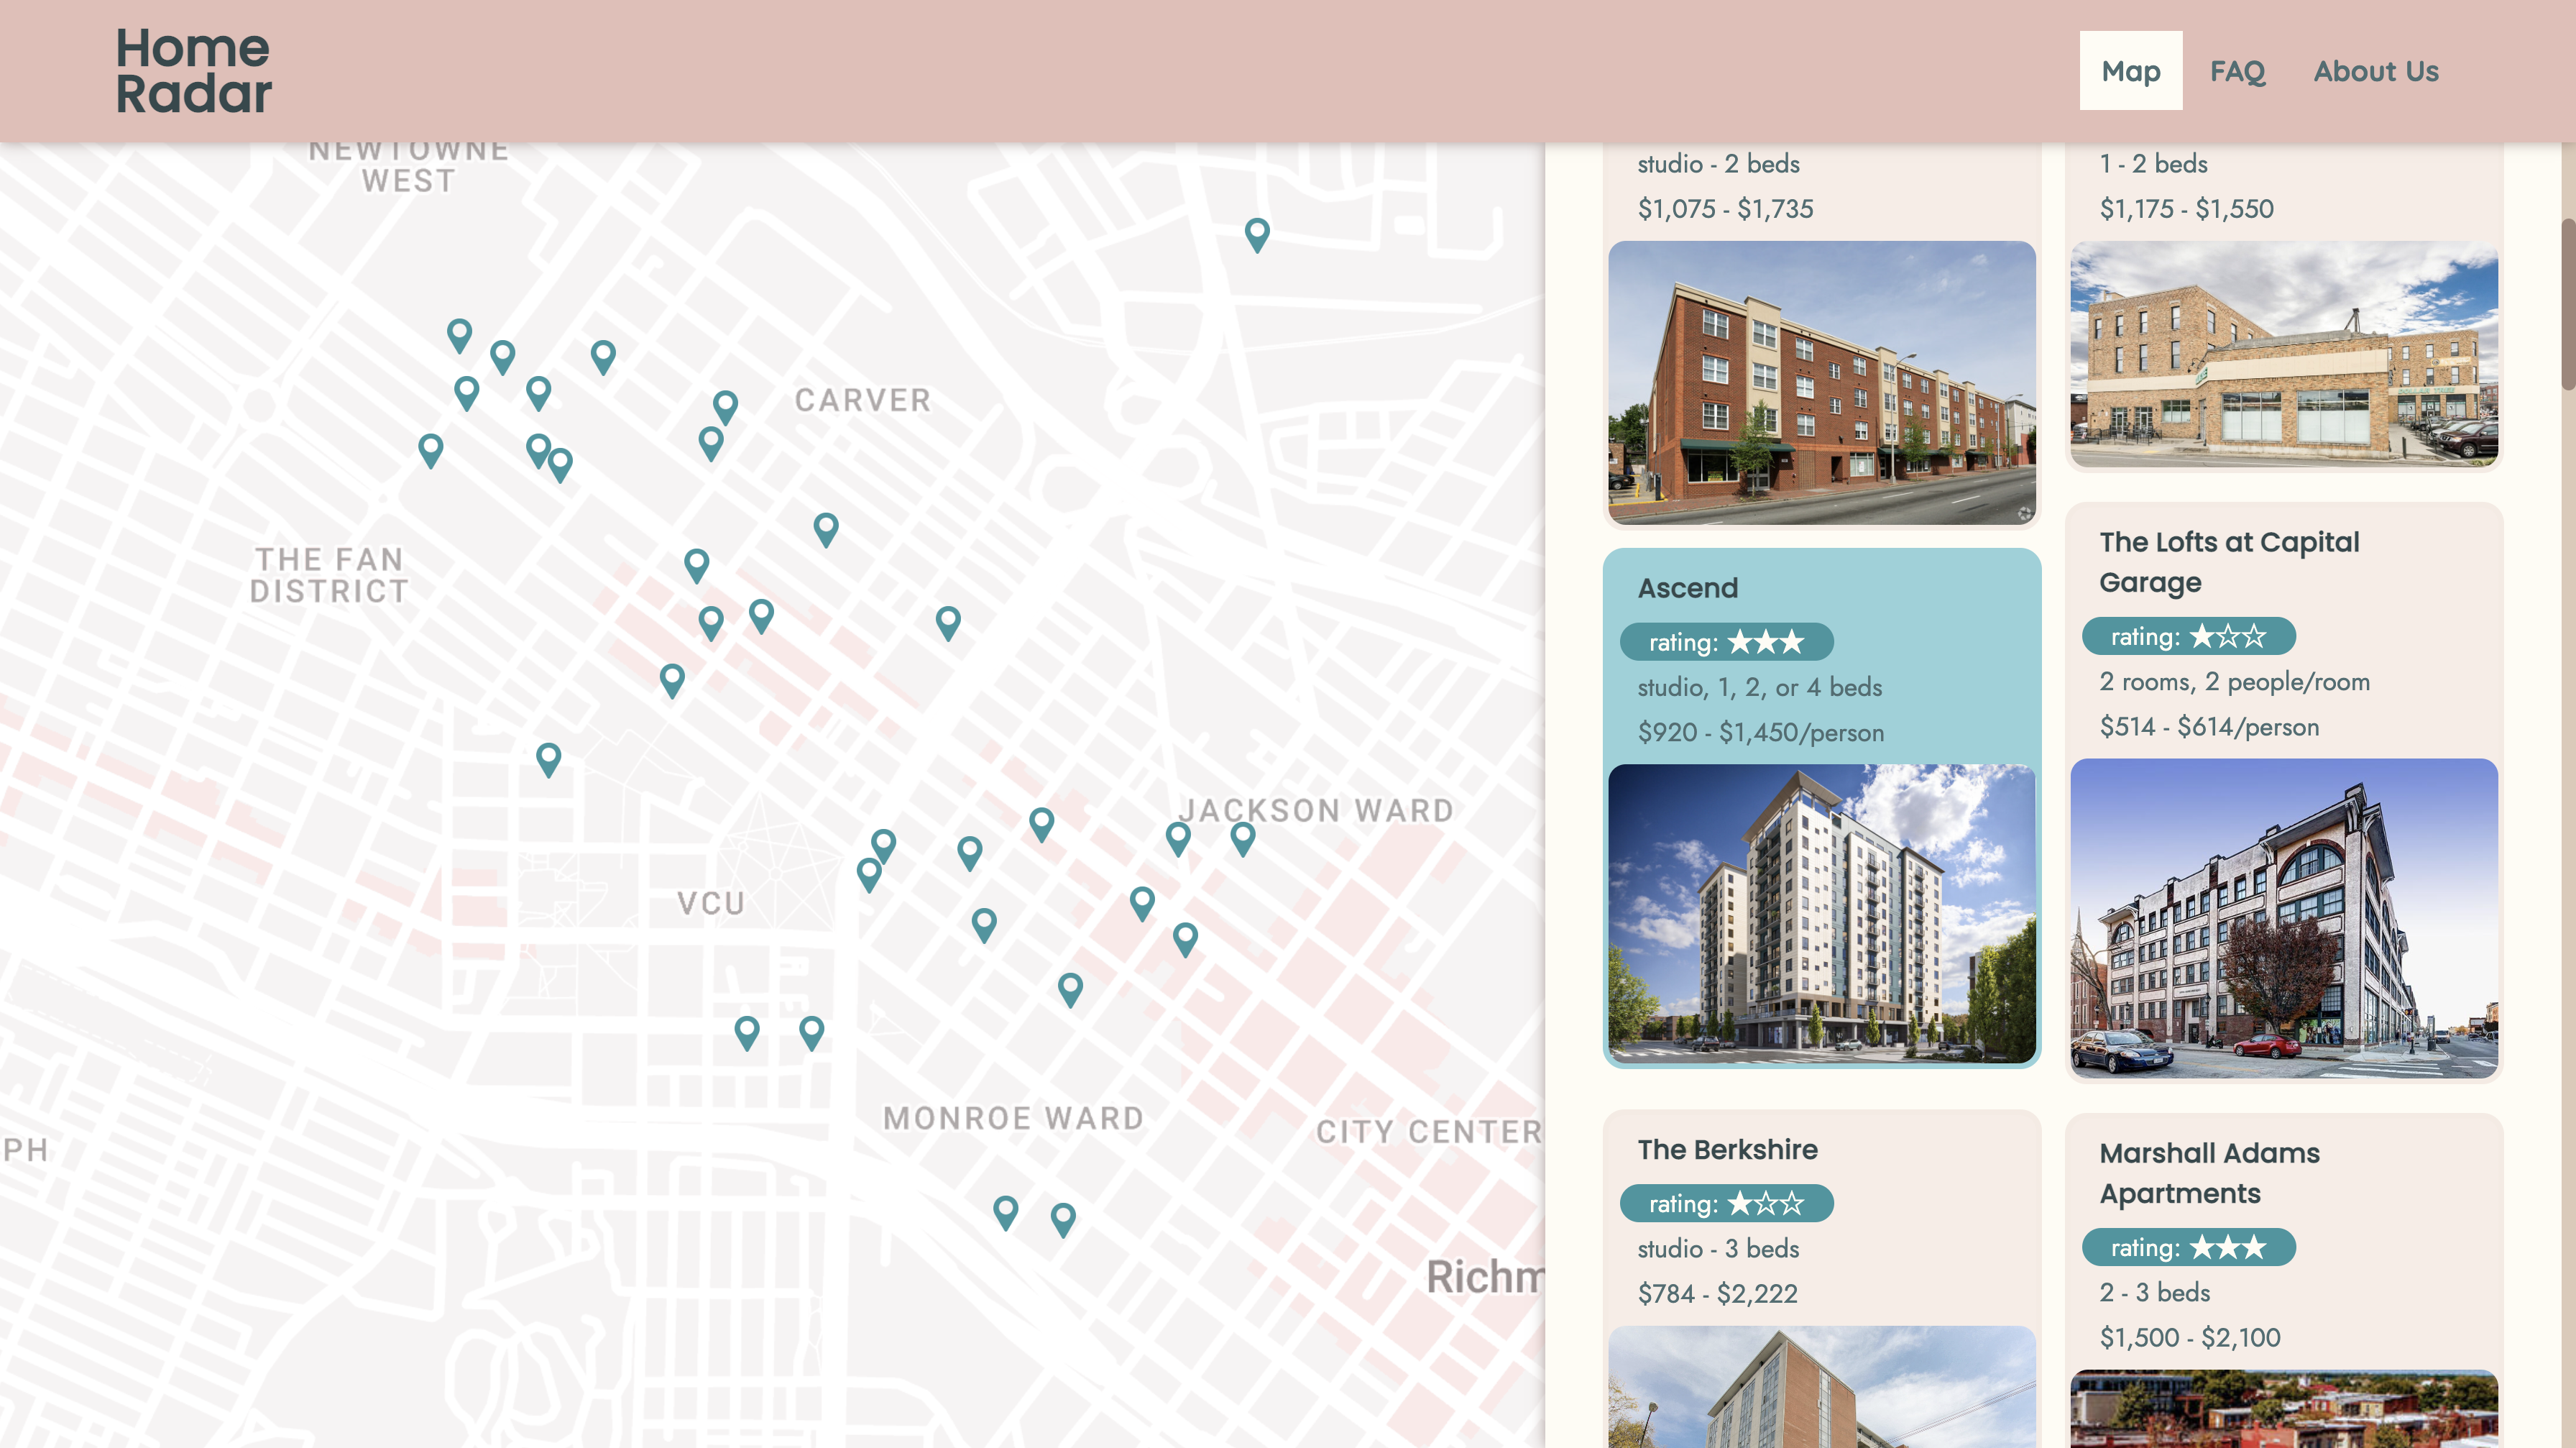 Home
Radar
Map
FAQ
About Us
NEWTOWNE
WEST
CARVER
THE FAN
DISTRICT
JACKSON WARD
VCU
MONROE WARD
CITY CENTER
PH
Richm
studio - 2 beds
$1,075 - $1,735
1 - 2 beds
$1,175 - $1,550
Ascend
rating: ★★★
studio, 1, 2, or 4 beds
$920 - $1,450/person
The Lofts at Capital
Garage
rating: ★☆☆
2 rooms, 2 people/room
$514 - $614/person
The Berkshire
rating: ★☆☆
studio - 3 beds
$784 - $2,222
Marshall Adams
Apartments
rating: ★★★
2 - 3 beds
$1,500 - $2,100